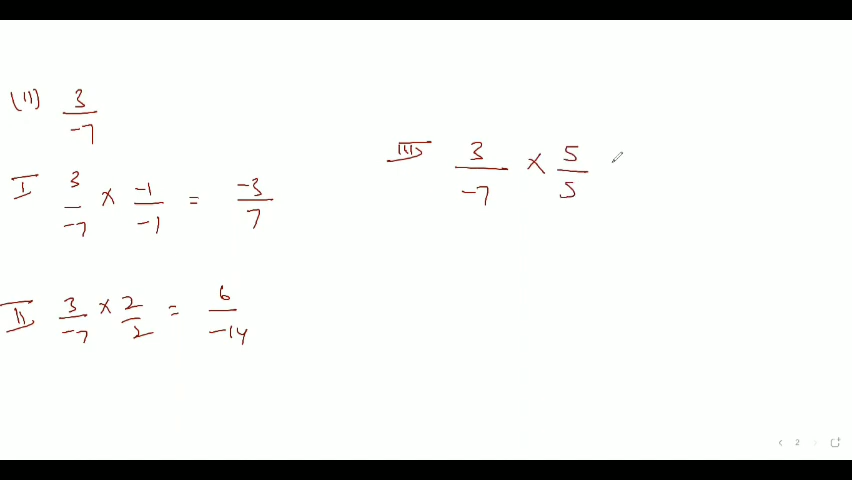 (II) 3/-7
I 3/-7 × -1/-1 = -3/7
II 3/-7 × 2/2 = 6/-14
III 3/-7 × 5/5
2